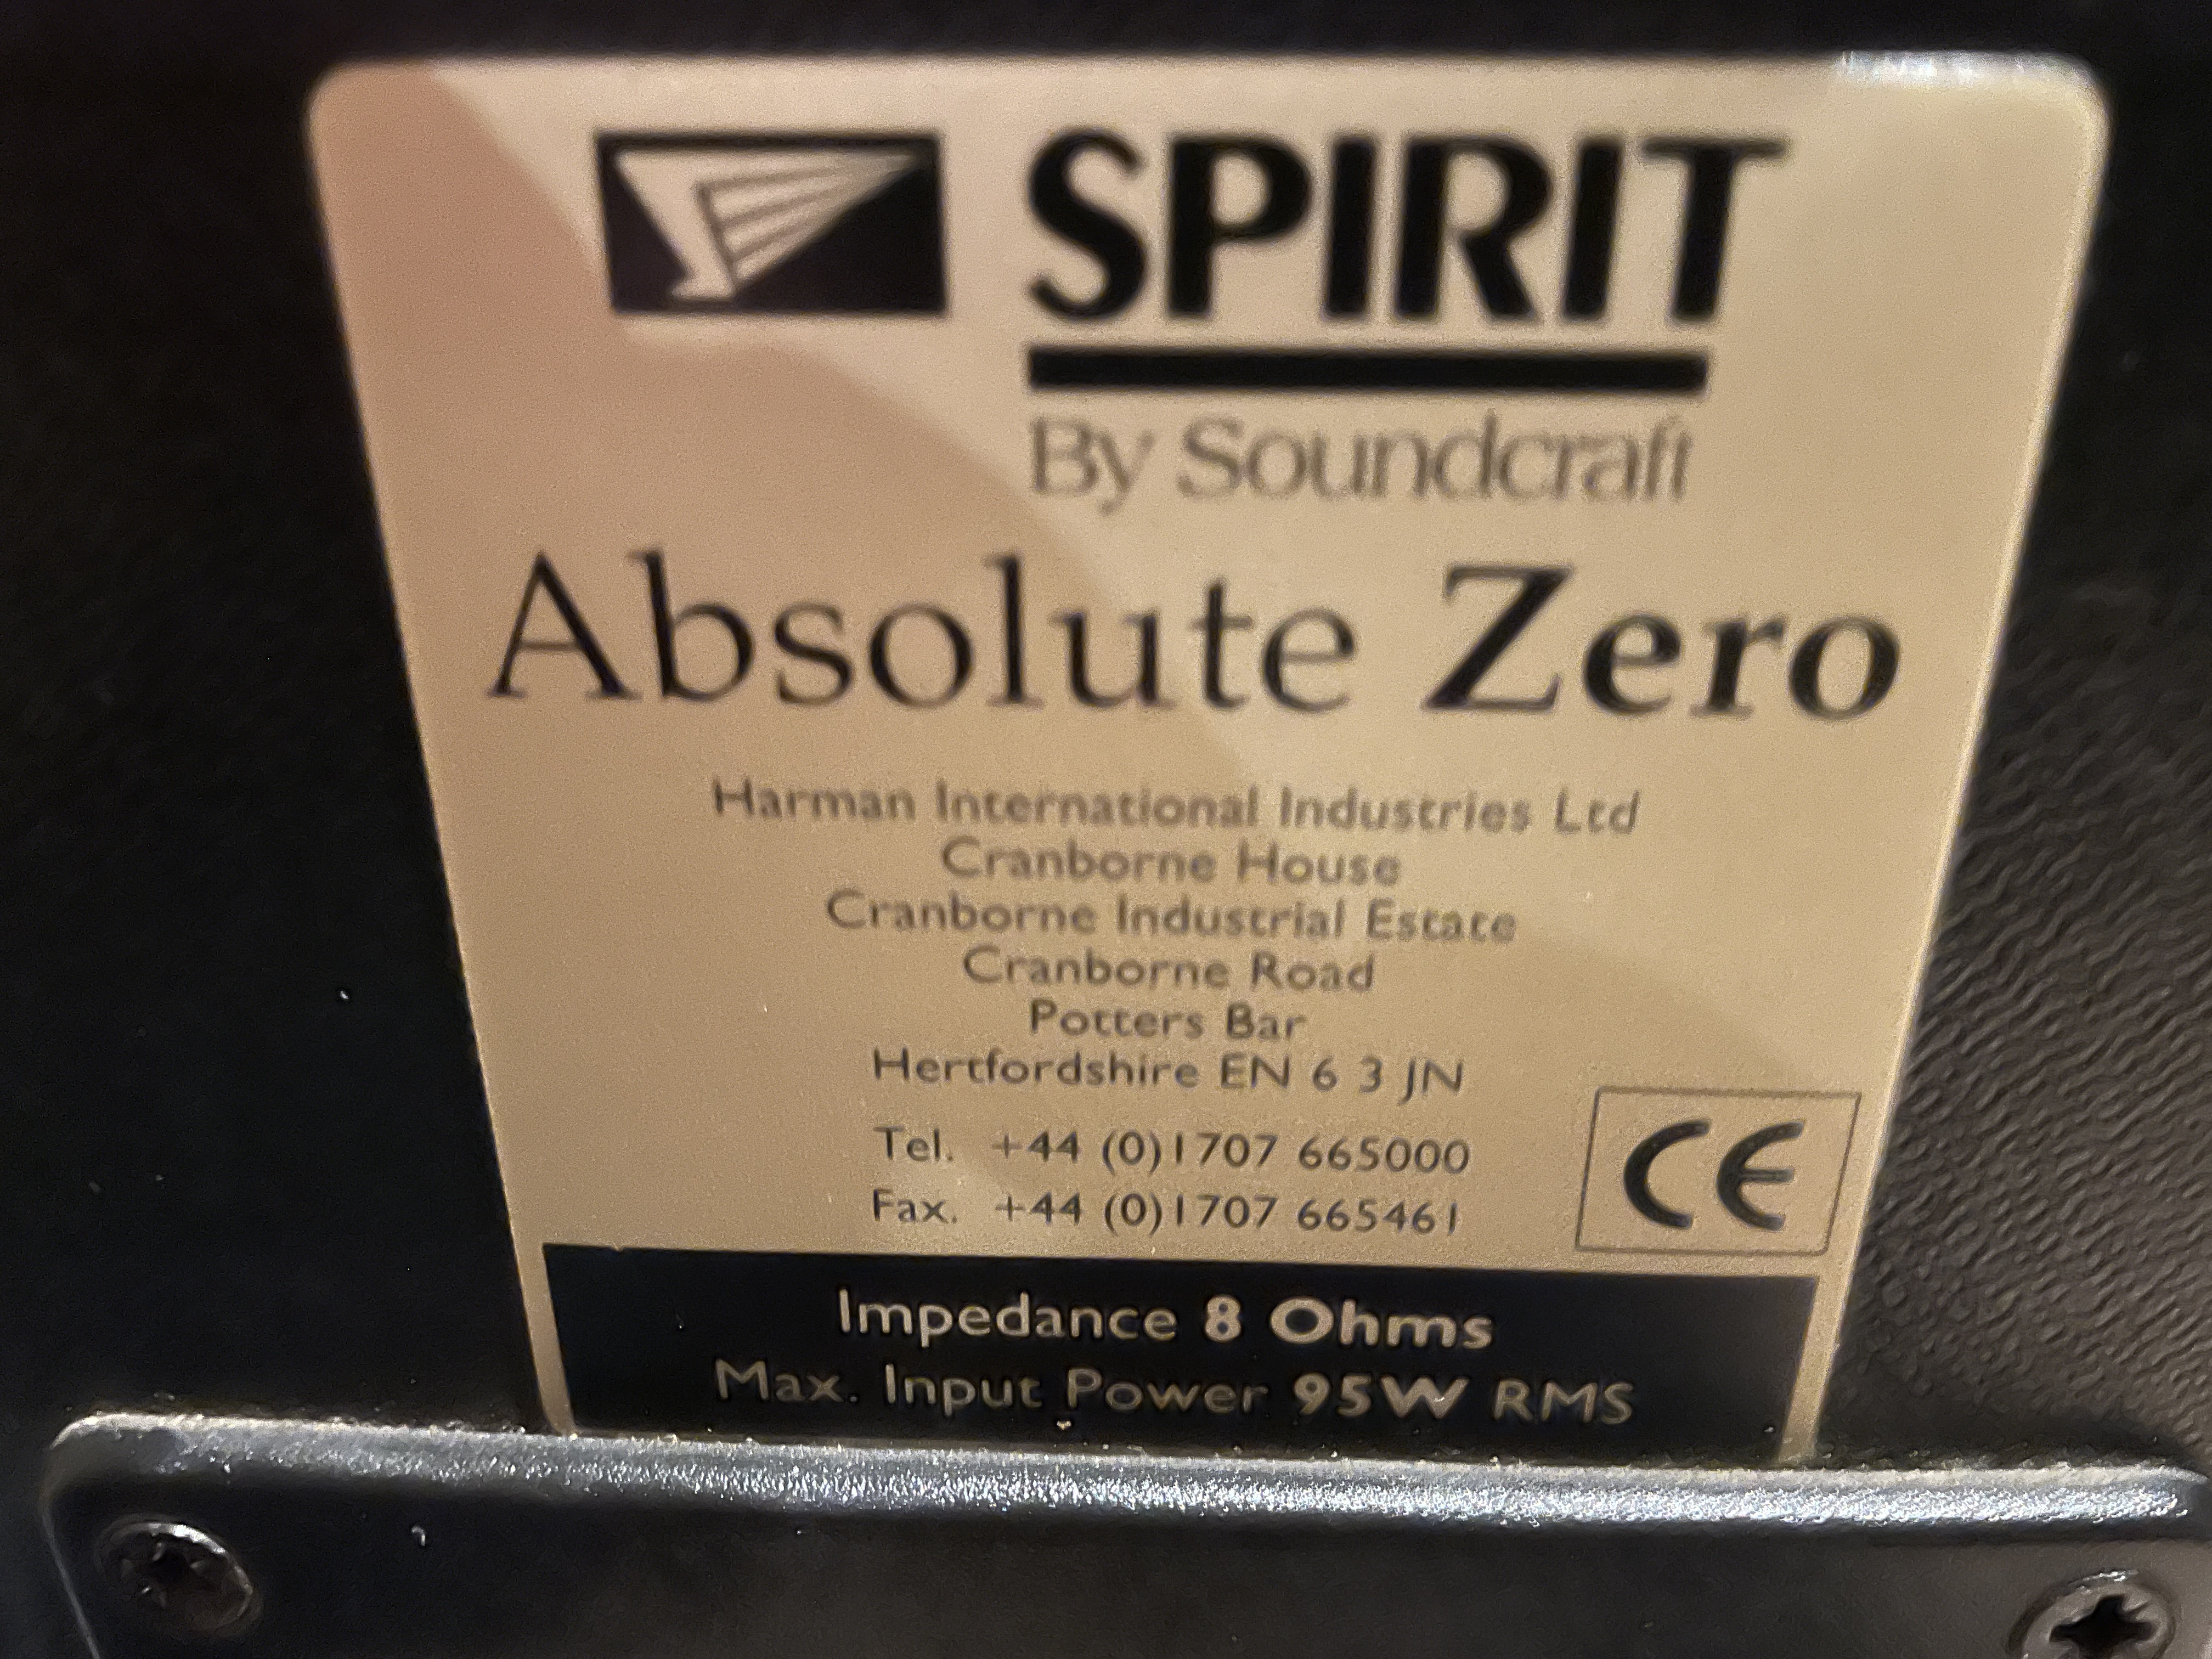 SPIRIT
By Soundcraft
Absolute Zero
Harman International Industries Ltd
Cranborne House
Cranborne Industrial Estate
Cranborne Road
Potters Bar
Hertfordshire EN 6 3 JN
Tel. +44 (0)1707 665000
Fax. +44 (0)1707 665461
CE
Impedance 8 Ohms
Max. Input Power 95W RMS